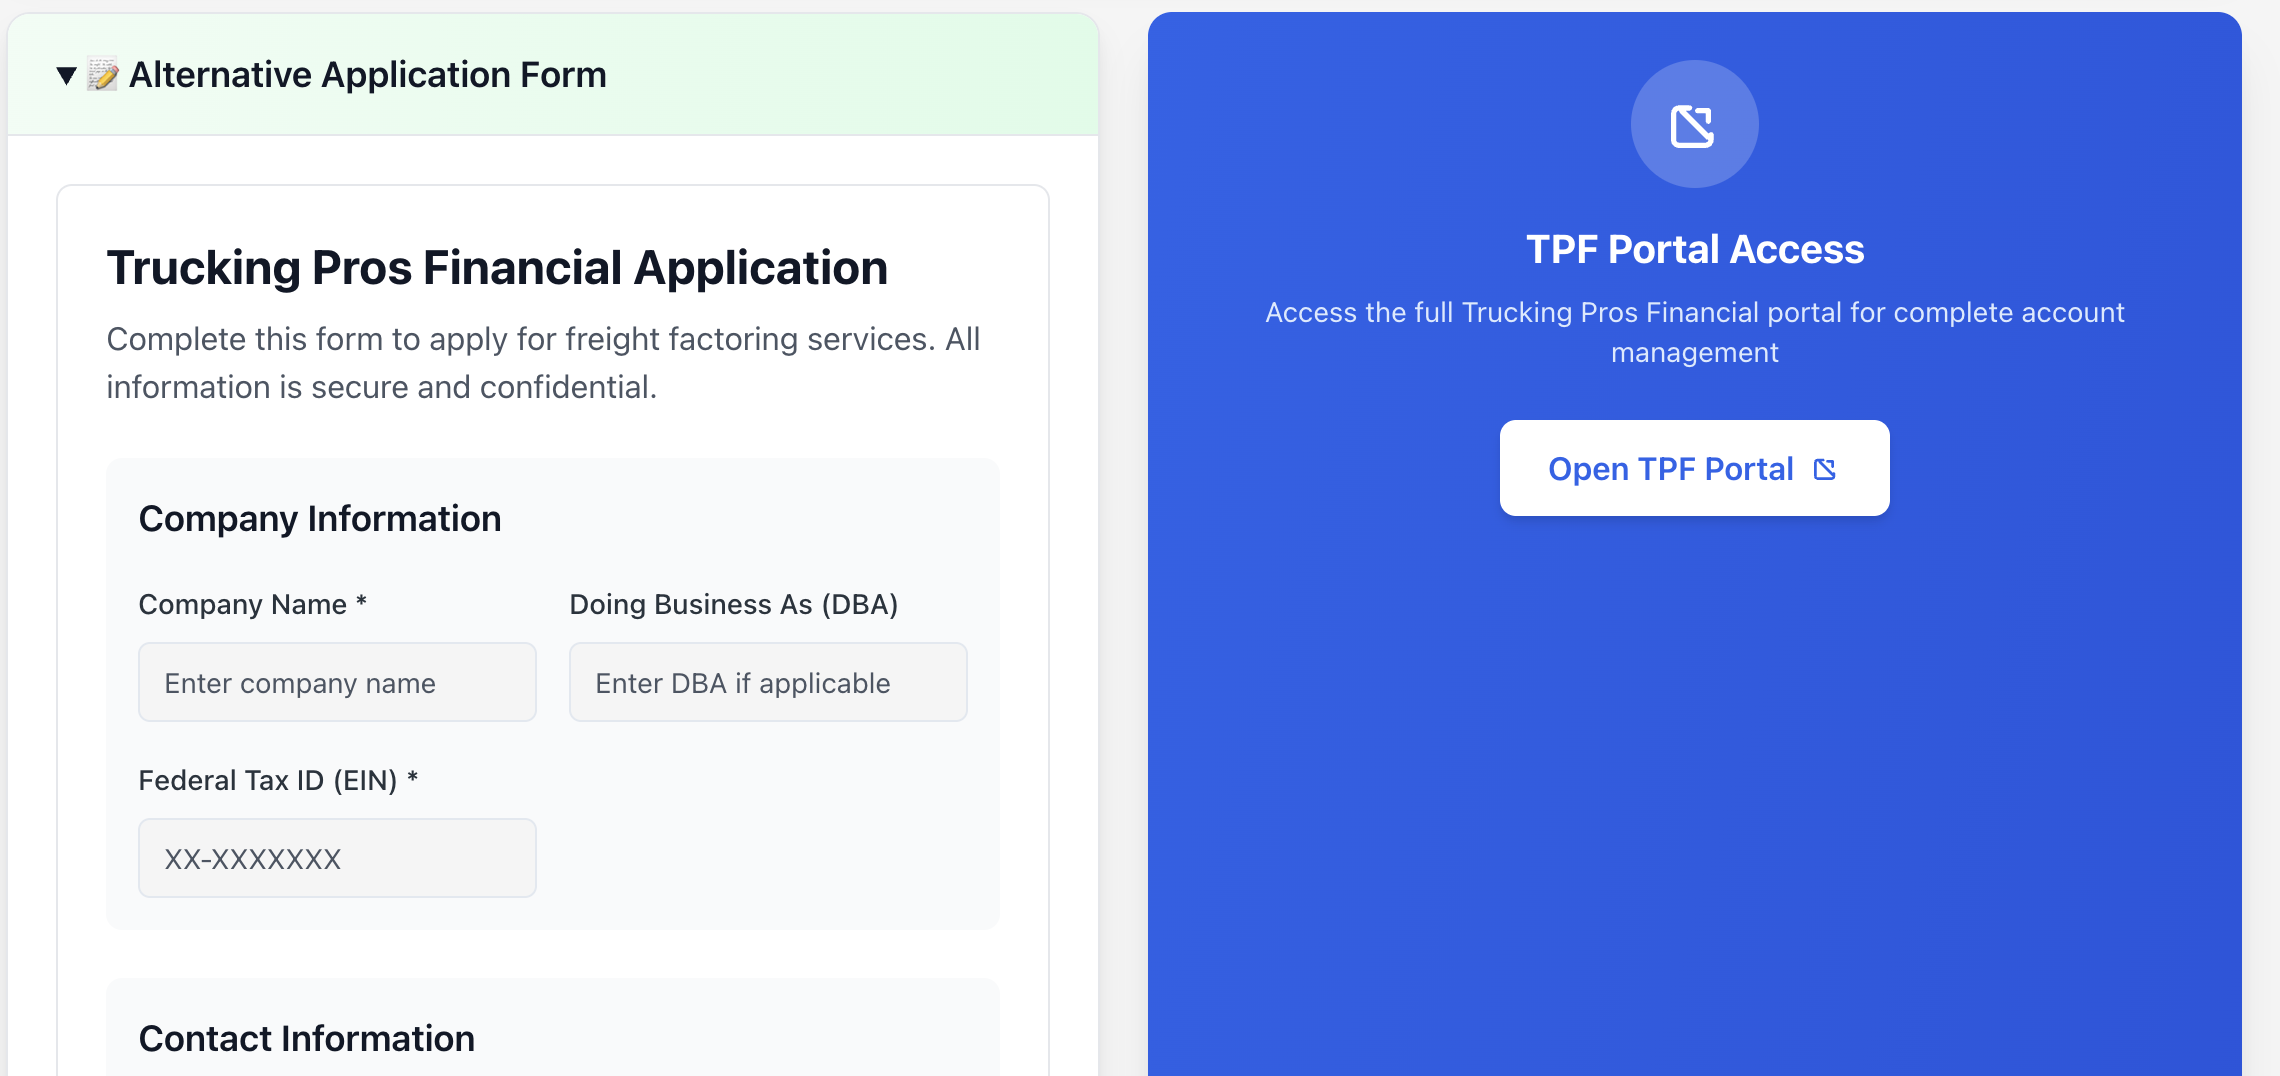 Alternative Application Form
Trucking Pros Financial Application
Complete this form to apply for freight factoring services. All
information is secure and confidential.
Company Information
Company Name *
Doing Business As (DBA)
Enter company name
Enter DBA if applicable
Federal Tax ID (EIN) *
XX-XXXXXXX
Contact Information
TPF Portal Access
Access the full Trucking Pros Financial portal for complete account
management
Open TPF Portal